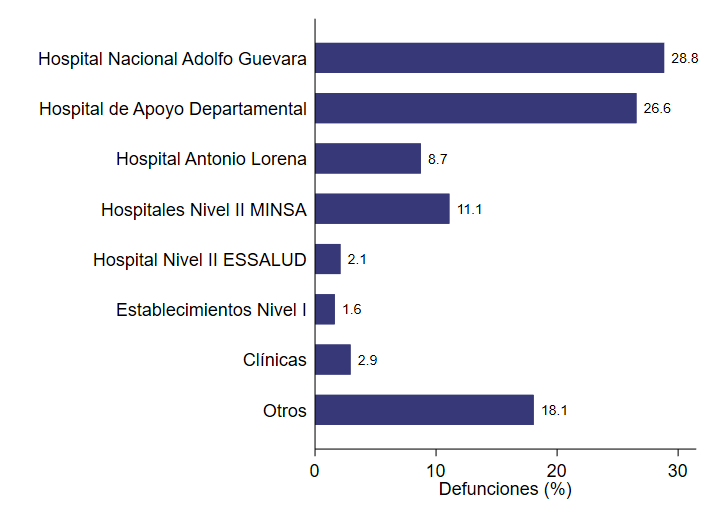 Hospital Nacional Adolfo Guevara 28.8
Hospital de Apoyo Departamental 26.6
Hospital Antonio Lorena 8.7
Hospitales Nivel II MINSA 11.1
Hospital Nivel II ESSALUD 2.1
Establecimientos Nivel I 1.6
Clínicas 2.9
Otros 18.1
0 10 20 30
Defunciones (%)